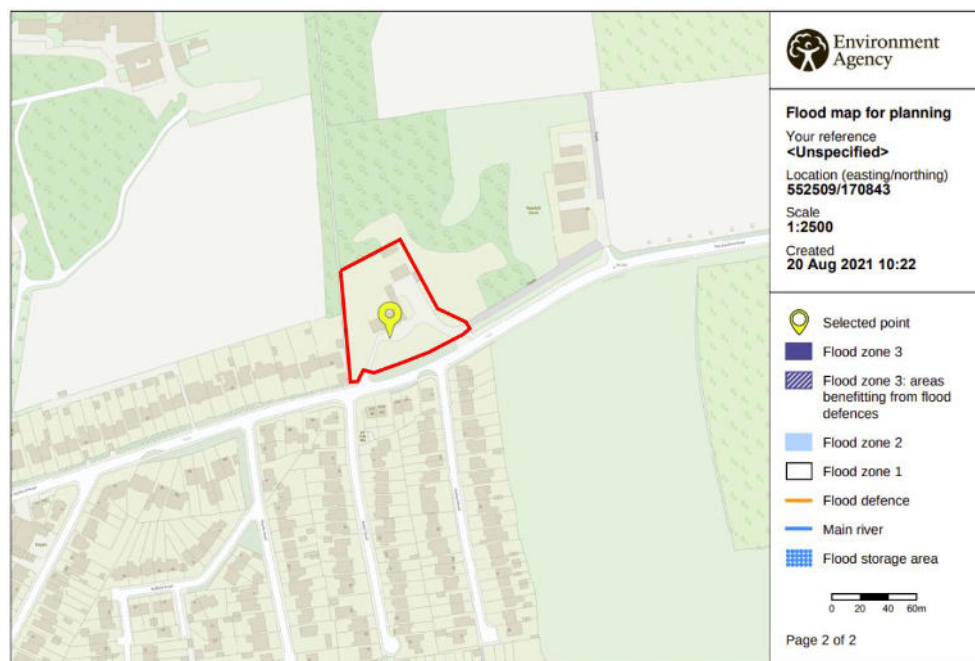 Environment
Agency
Flood map for planning
Your reference
<Unspecified>
Location (easting/northing)
552509/170843
Scale
1:2500
Created
20 Aug 2021 10:22
Selected point
Flood zone 3
Flood zone 3: areas
benefitting from flood
defences
Flood zone 2
Flood zone 1
Flood defence
Main river
Flood storage area
0 20 40 60m
Page 2 of 2